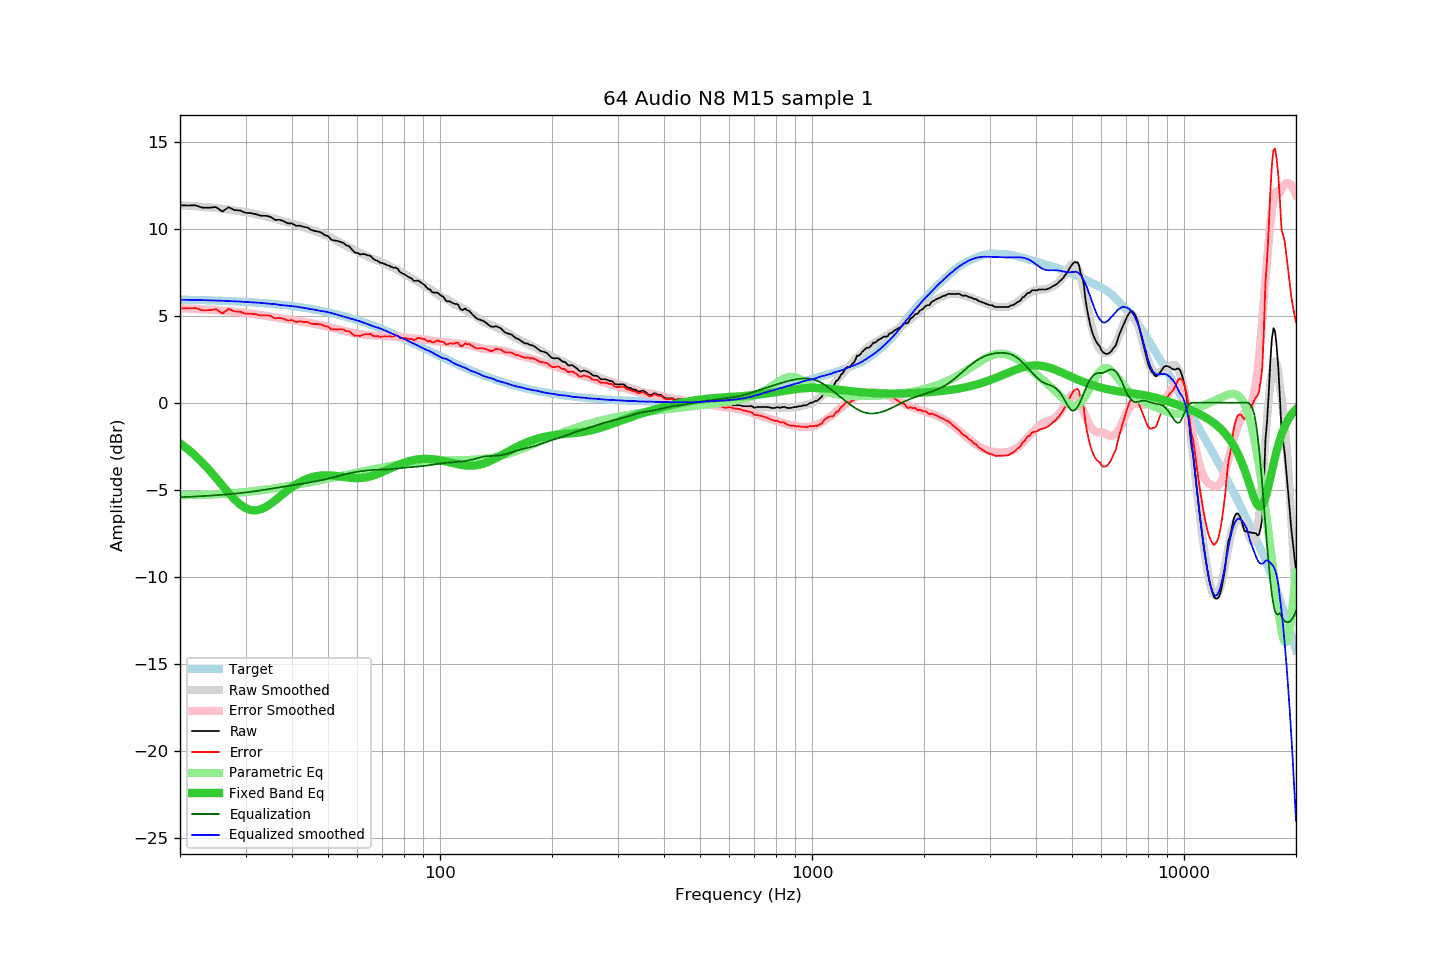 64 Audio N8 M15 sample 1
15
10
5
0
−5
−10
−15
−20
−25
Amplitude (dBr)
Target
Raw Smoothed
Error Smoothed
Raw
Error
Parametric Eq
Fixed Band Eq
Equalization
Equalized smoothed
100
1000
10000
Frequency (Hz)